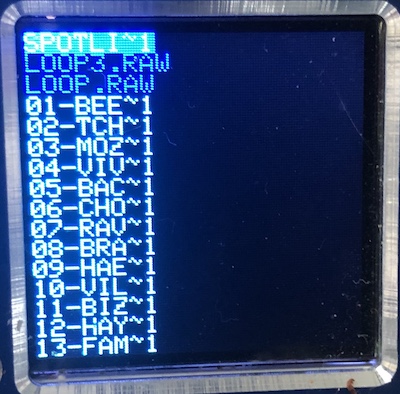 SPOTLI~1
LOOP3.RAW
LOOP.RAW
01-BEE~1
02-TCH~1
03-MOZ~1
04-VIV~1
05-BAC~1
06-CHO~1
07-RAV~1
08-BRA~1
09-HAE~1
10-VIL~1
11-BIZ~1
12-HAY~1
13-FAM~1